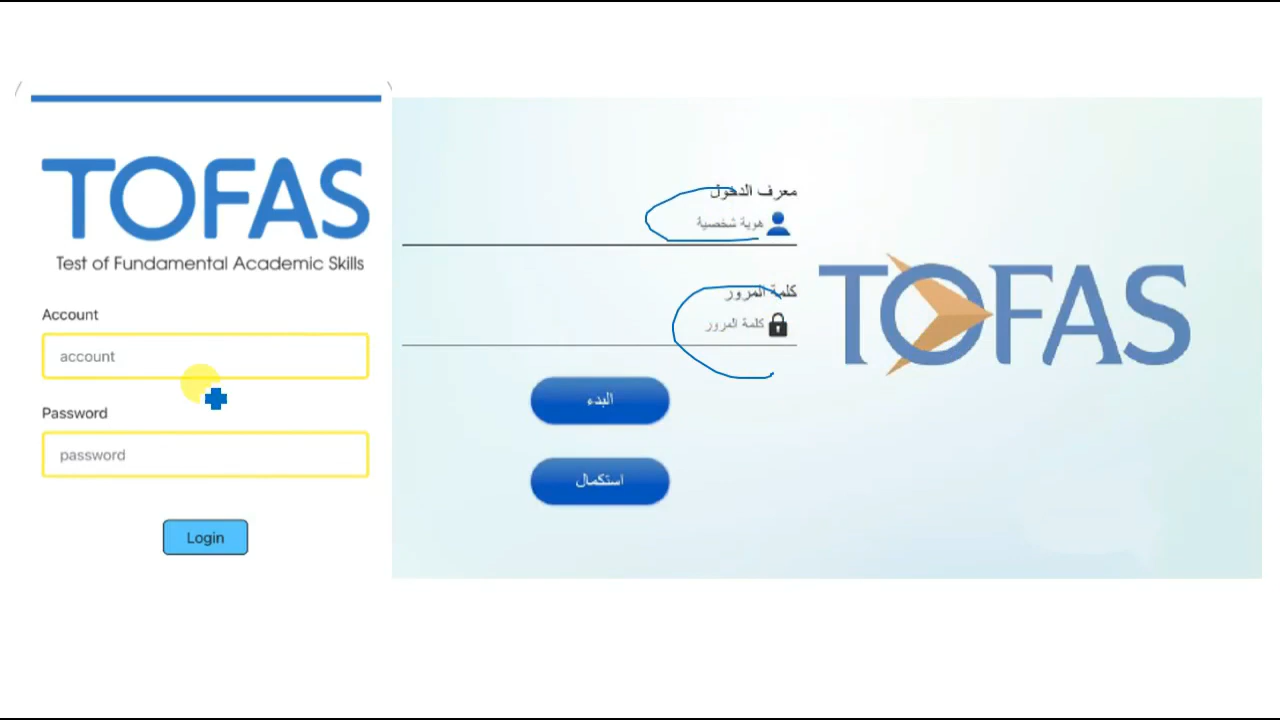 TOFAS
Test of Fundamental Academic Skills
Account
account
Password
password
Login
معرف الدخول
هوية شخصية
كلمة المرور
كلمة المرور
البدء
استكمال
TOFAS